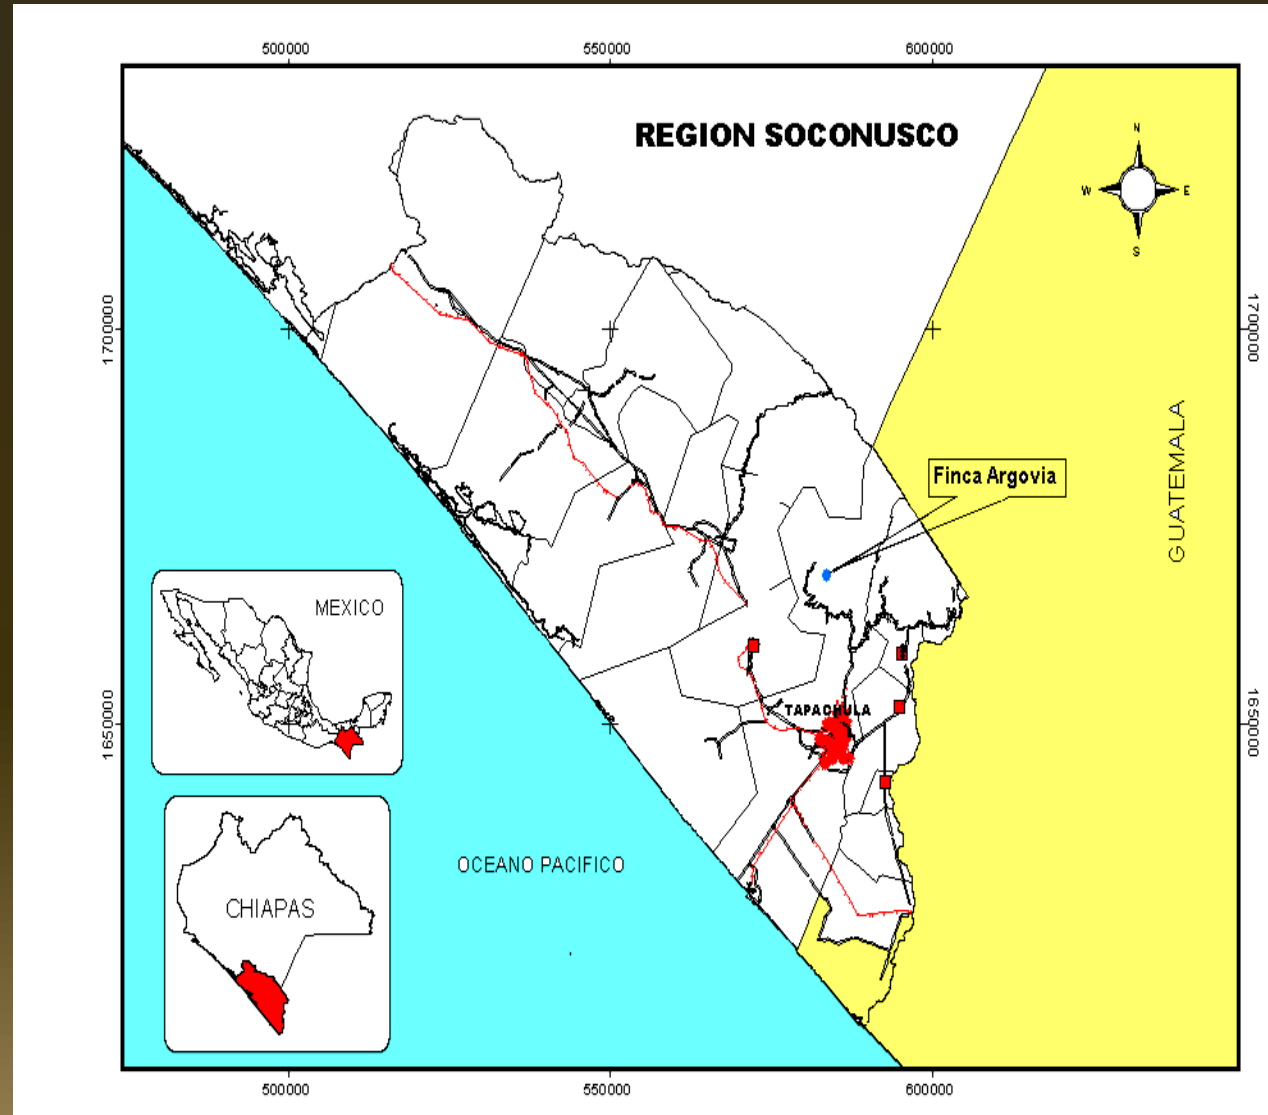 500000
550000
600000
REGION SOCONUSCO
N
W
E
S
1700000
1700000
GUATEMALA
Finca Argovia
MEXICO
TAPACHULA
1650000
1650000
OCEANO PACIFICO
CHIAPAS
500000
550000
600000